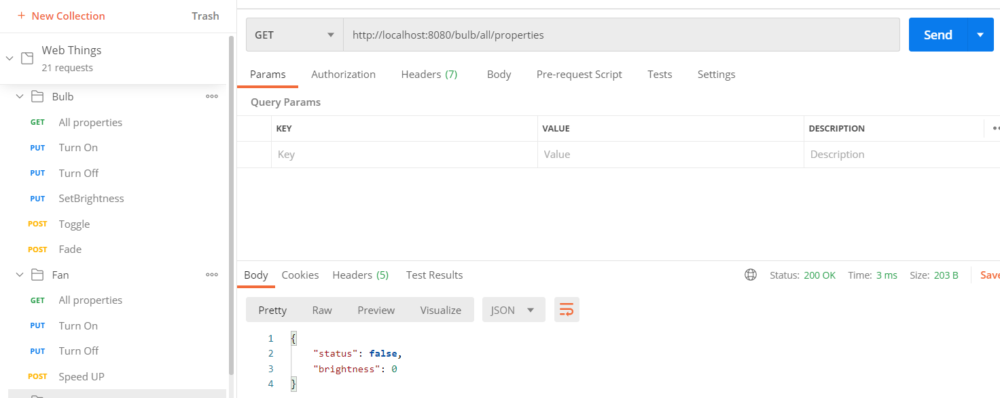 + New Collection Trash
Web Things
21 requests
Bulb
GET All properties
PUT Turn On
PUT Turn Off
PUT SetBrightness
POST Toggle
POST Fade
Fan
GET All properties
PUT Turn On
PUT Turn Off
POST Speed UP
GET http://localhost:8080/bulb/all/properties Send
Params Authorization Headers (7) Body Pre-request Script Tests Settings
Query Params
KEY VALUE DESCRIPTION
Key Value Description
Body Cookies Headers (5) Test Results Status: 200 OK Time: 3 ms Size: 203 B Save
Pretty Raw Preview Visualize JSON
1 {
2 "status": false,
3 "brightness": 0
4 }